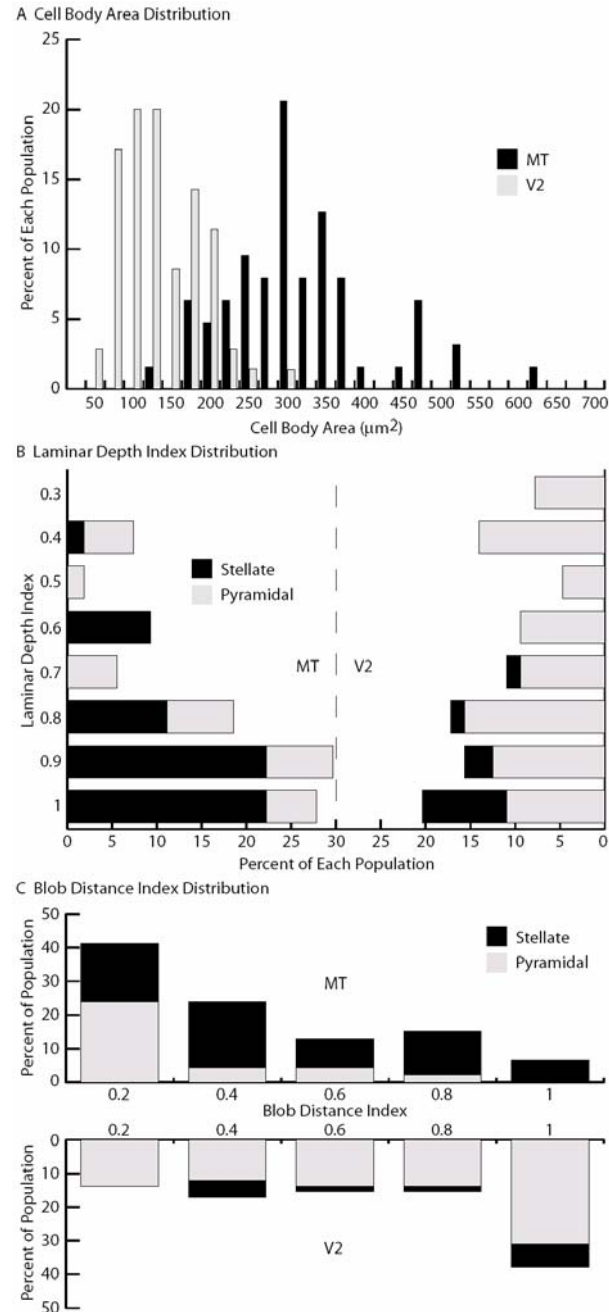 A Cell Body Area Distribution
25
20
15
10
5
0
Percent of Each Population
MT
V2
50 100 150 200 250 300 350 400 450 500 550 600 650 700
Cell Body Area (μm2)
B Laminar Depth Index Distribution
0.3
0.4
0.5
0.6
0.7
0.8
0.9
1
Laminar Depth Index
Stellate
Pyramidal
MT V2
0 5 10 15 20 25 30 25 20 15 10 5 0
Percent of Each Population
C Blob Distance Index Distribution
50
40
30
20
10
0
Percent of Population
Stellate
Pyramidal
MT
0.2 0.4 0.6 0.8 1
Blob Distance Index
0.2 0.4 0.6 0.8 1
0
10
20
30
40
50
Percent of Population
V2